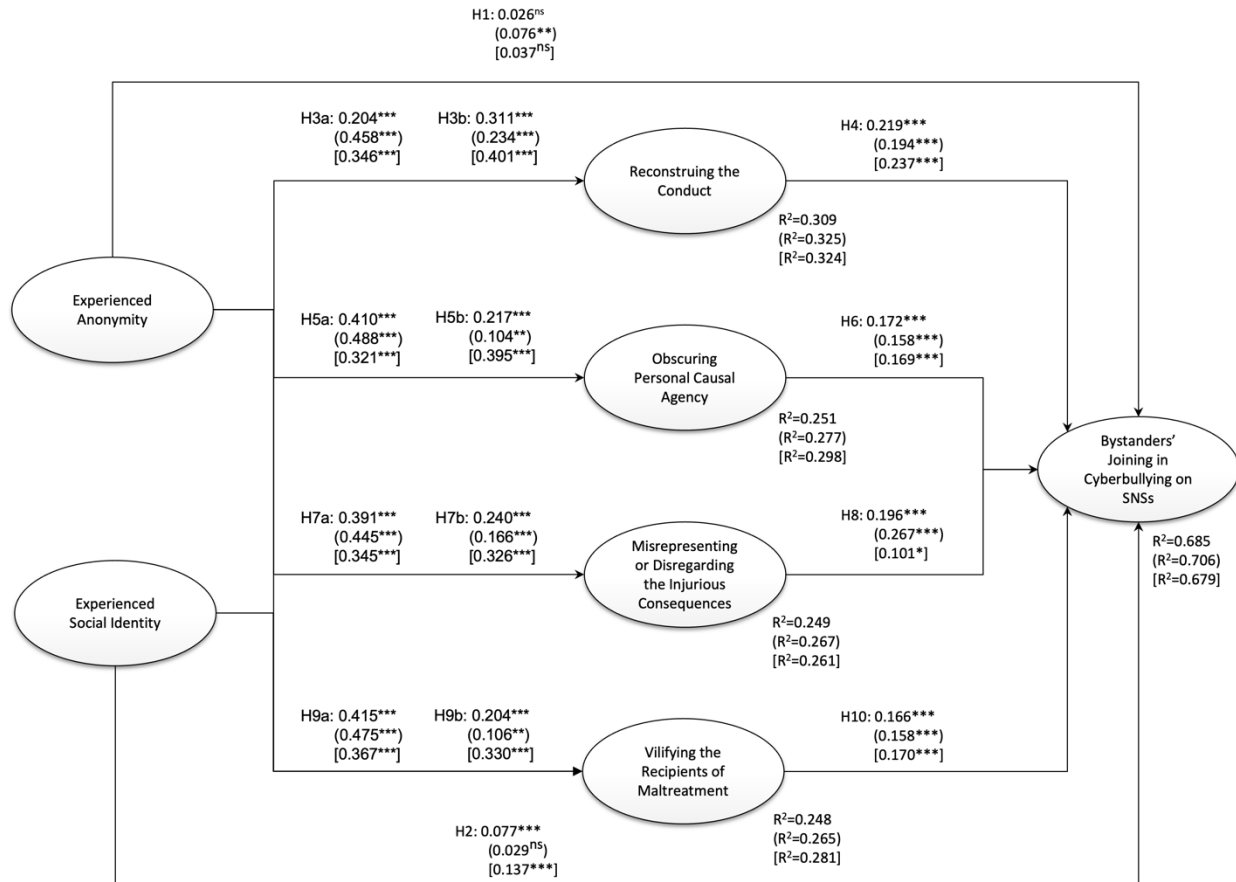 H1: 0.026ns
(0.076**)
[0.037ns]
H3a: 0.204***
(0.458***)
[0.346***]
H3b: 0.311***
(0.234***)
[0.401***]
Reconstruing the
Conduct
H4: 0.219***
(0.194***)
[0.237***]
R²=0.309
(R²=0.325)
[R²=0.324]
Experienced
Anonymity
H5a: 0.410***
(0.488***)
[0.321***]
H5b: 0.217***
(0.104**)
[0.395***]
Obscuring
Personal Causal
Agency
H6: 0.172***
(0.158***)
[0.169***]
R²=0.251
(R²=0.277)
[R²=0.298]
Bystanders’
Joining in
Cyberbullying on
SNSs
R²=0.685
(R²=0.706)
[R²=0.679]
H7a: 0.391***
(0.445***)
[0.345***]
H7b: 0.240***
(0.166***)
[0.326***]
Misrepresenting
or Disregarding
the Injurious
Consequences
H8: 0.196***
(0.267***)
[0.101*]
R²=0.249
(R²=0.267)
[R²=0.261]
Experienced
Social Identity
H9a: 0.415***
(0.475***)
[0.367***]
H9b: 0.204***
(0.106**)
[0.330***]
Vilifying the
Recipients of
Maltreatment
H10: 0.166***
(0.158***)
[0.170***]
R²=0.248
(R²=0.265)
[R²=0.281]
H2: 0.077***
(0.029ns)
[0.137***]